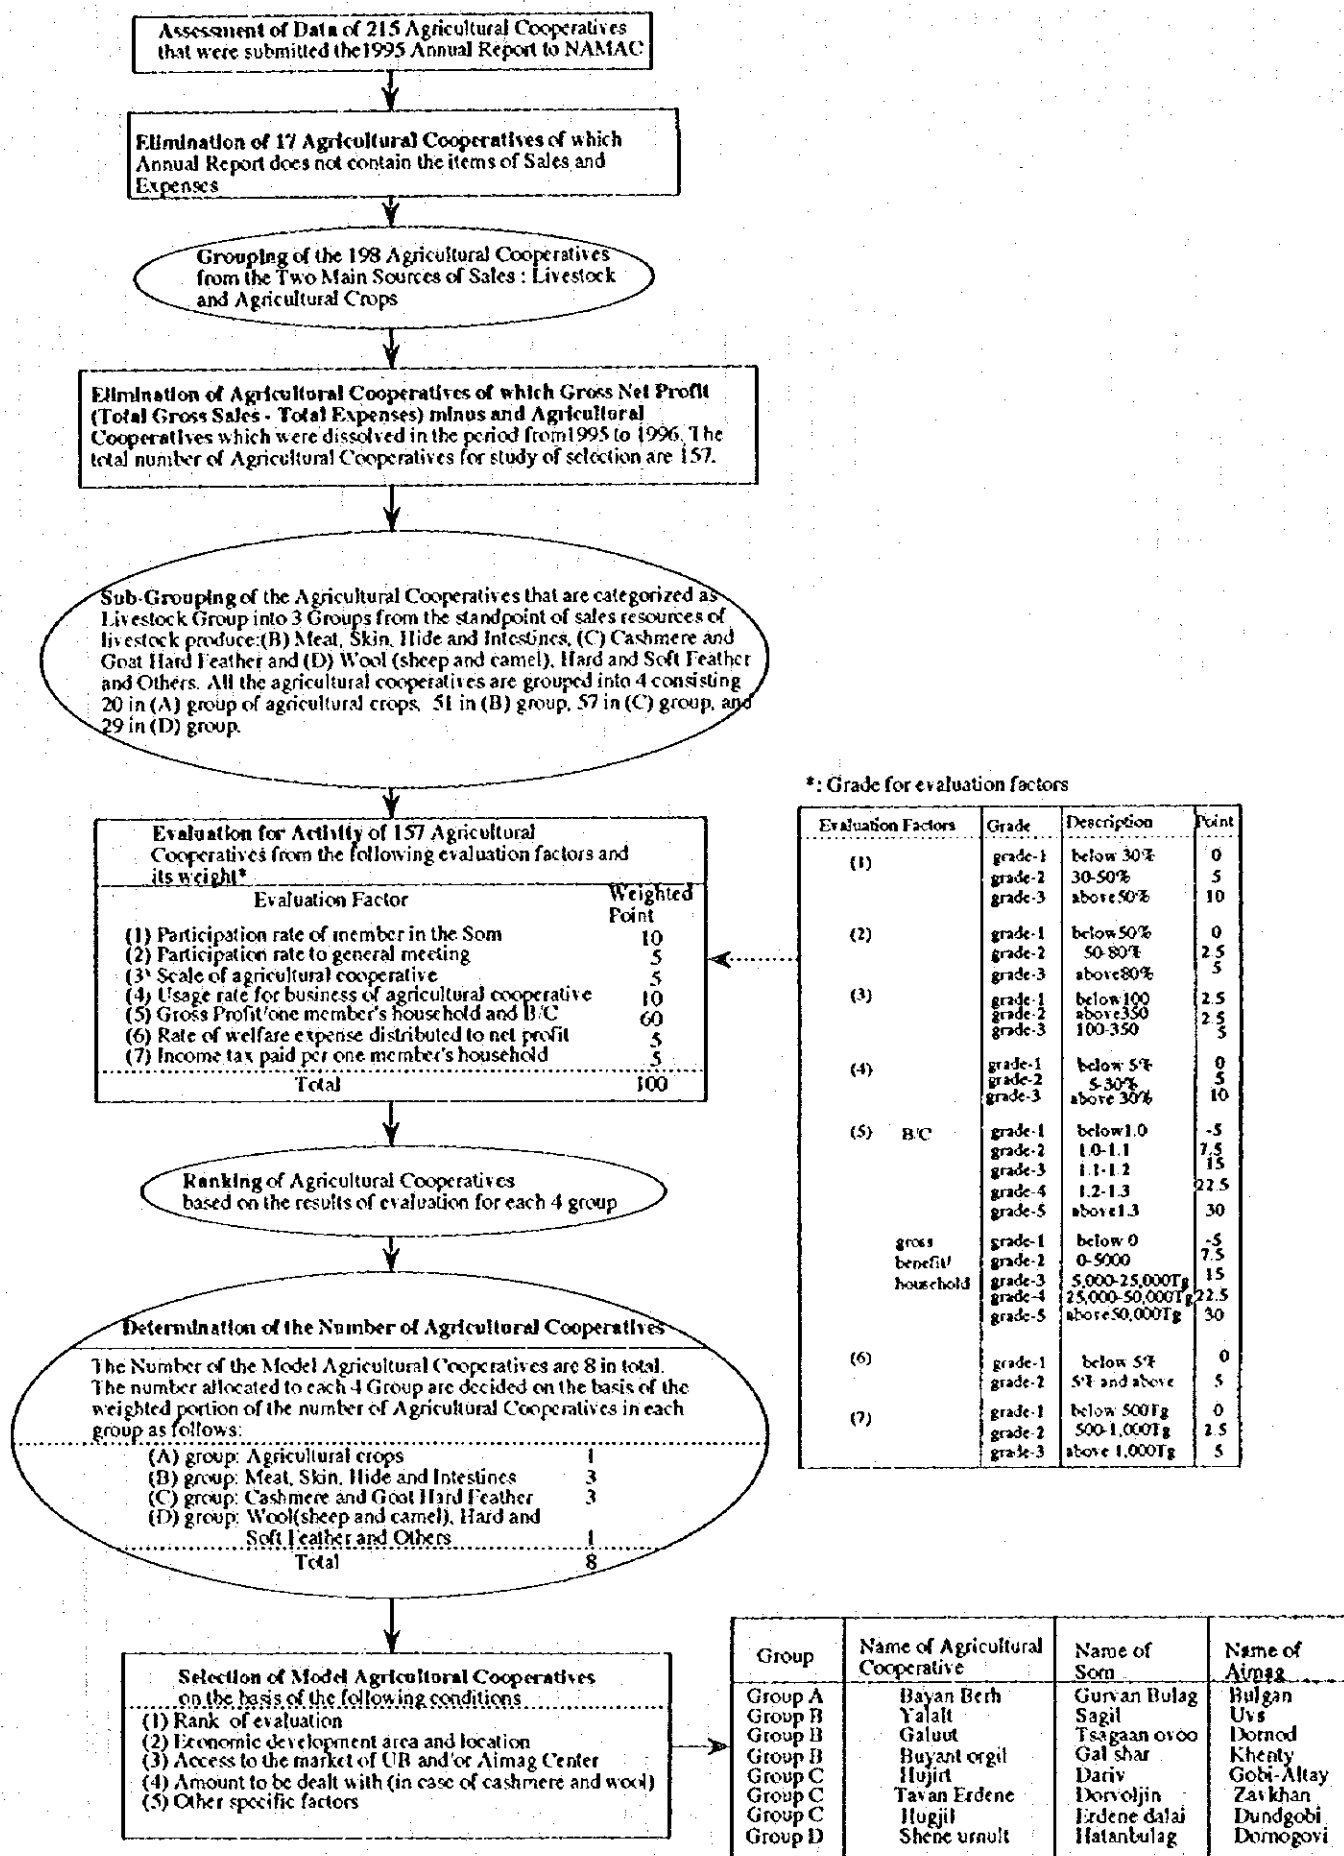 Assessment of Data of 215 Agricultural Cooperatives
that were submitted the 1995 Annual Report to NAMAC
Elimination of 17 Agricultural Cooperatives of which
Annual Report does not contain the items of Sales and
Expenses
Grouping of the 198 Agricultural Cooperatives
from the Two Main Sources of Sales : Livestock
and Agricultural Crops
Elimination of Agricultural Cooperatives of which Gross Net Profit
(Total Gross Sales - Total Expenses) minus and Agricultural
Cooperatives which were dissolved in the period from1995 to 1996. The
total number of Agricultural Cooperatives for study of selection are 157.
Sub-Grouping of the Agricultural Cooperatives that are categorized as
Livestock Group into 3 Groups from the standpoint of sales resources of
livestock produce:(B) Meat, Skin, Hide and Intestines, (C) Cashmere and
Goat Hard Feather and (D) Wool (sheep and camel), Hard and Soft Feather
and Others. All the agricultural cooperatives are grouped into 4 consisting
20 in (A) group of agricultural crops, 51 in (B) group, 57 in (C) group, and
29 in (D) group.
Evaluation for Activity of 157 Agricultural
Cooperatives from the following evaluation factors and
its weight*
Evaluation Factor Weighted
Point
(1) Participation rate of member in the Som 10
(2) Participation rate to general meeting 5
(3) Scale of agricultural cooperative 5
(4) Usage rate for business of agricultural cooperative 10
(5) Gross Profit/one member's household and B/C 60
(6) Rate of welfare expense distributed to net profit 5
(7) Income tax paid per one member's household 5
Total 100
*: Grade for evaluation factors
Evaluation Factors Grade Description Point
(1) grade-1 below 30% 0
grade-2 30-50% 5
grade-3 above50% 10
(2) grade-1 below50% 0
grade-2 50-80% 2.5
grade-3 above80% 5
(3) grade-1 below100 2.5
grade-2 above350 2.5
grade-3 100-350 5
(4) grade-1 below 5% 0
grade-2 5-30% 5
grade-3 above 30% 10
(5) B/C grade-1 below1.0 -5
grade-2 1.0-1.1 7.5
grade-3 1.1-1.2 15
grade-4 1.2-1.3 22.5
grade-5 above1.3 30
gross grade-1 below 0 -5
benefit/ grade-2 0-5000 7.5
household grade-3 5,000-25,000Tg 15
grade-4 25,000-50,000Tg 22.5
grade-5 above50,000Tg 30
(6) grade-1 below 5% 0
grade-2 5% and above 5
(7) grade-1 below 500Tg 0
grade-2 500-1,000Tg 2.5
grade-3 above 1,000Tg 5
Ranking of Agricultural Cooperatives
based on the results of evaluation for each 4 group
Determination of the Number of Agricultural Cooperatives
The Number of the Model Agricultural Cooperatives are 8 in total.
The number allocated to each 4 Group are decided on the basis of the
weighted portion of the number of Agricultural Cooperatives in each
group as follows:
(A) group: Agricultural crops 1
(B) group: Meat, Skin, Hide and Intestines 3
(C) group: Cashmere and Goat Hard Feather 3
(D) group: Wool(sheep and camel), Hard and
Soft Feather and Others 1
Total 8
Selection of Model Agricultural Cooperatives
on the basis of the following conditions
(1) Rank of evaluation
(2) Economic development area and location
(3) Access to the market of UB and/or Aimag Center
(4) Amount to be dealt with (in case of cashmere and wool)
(5) Other specific factors
Group Name of Agricultural Cooperative Name of Som Name of Aimag
Group A Bayan Berh Gurvan Bulag Bulgan
Group B Yalalt Sagil Uvs
Group B Galuut Tsagaan ovoo Dornod
Group B Buyant orgil Gal shar Khenty
Group C Hujirt Dariv Gobi-Altay
Group C Tavan Erdene Dorvoljin Zavkhan
Group C Hugjil Erdene dalai Dundgobi
Group D Shene urnult Hatanbulag Dornogovi